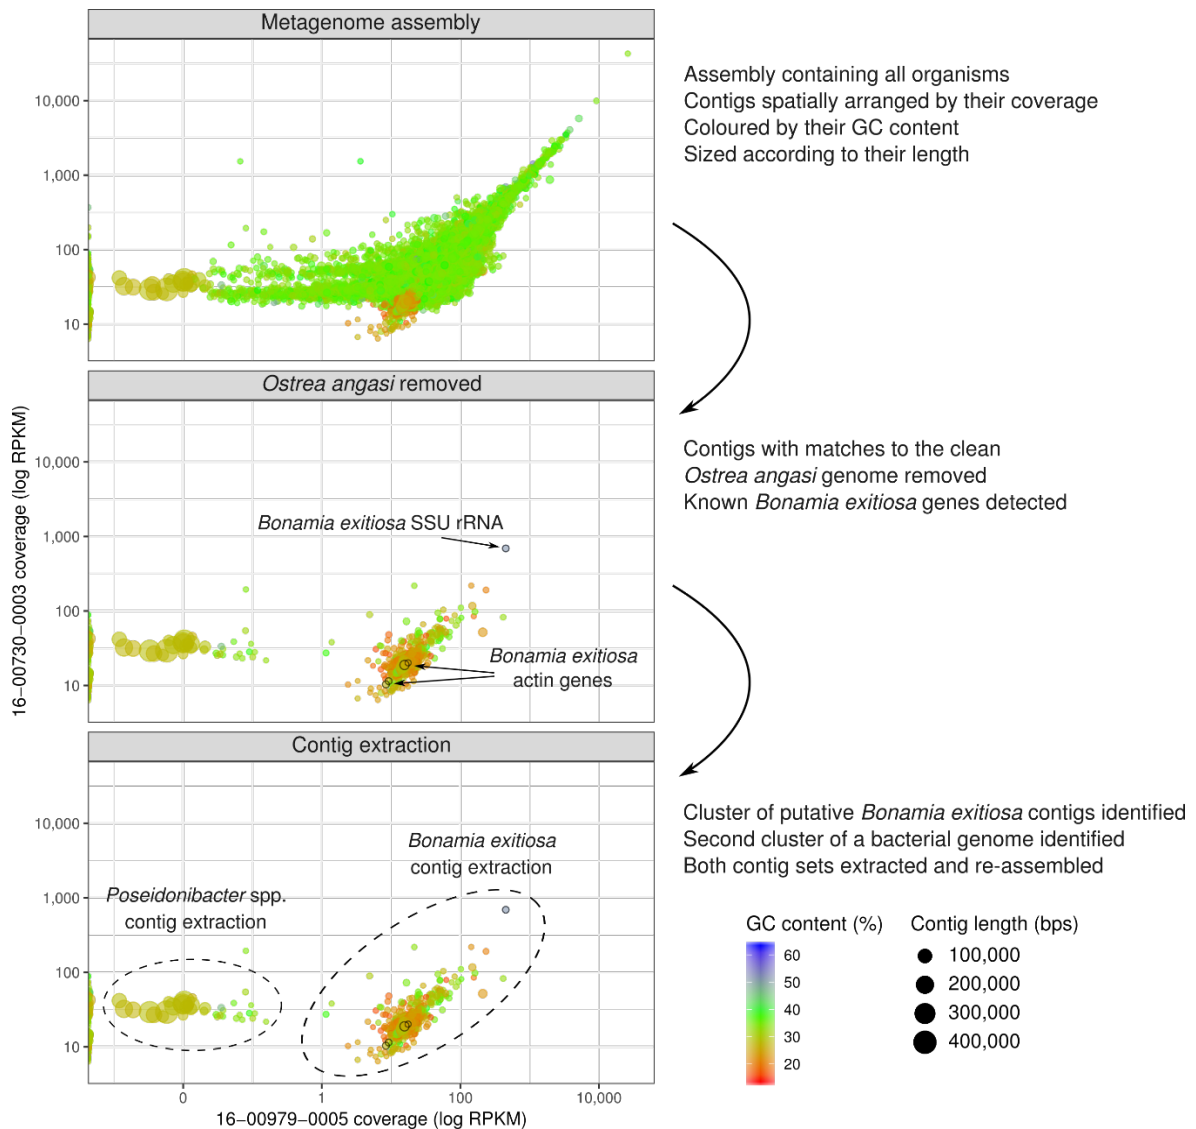 Metagenome assembly
10,000
1,000
100
10
Assembly containing all organisms
Contigs spatially arranged by their coverage
Coloured by their GC content
Sized according to their length
Ostrea angasi removed
10,000
1,000
100
10
Bonamia exitiosa SSU rRNA
Bonamia exitiosa
actin genes
Contigs with matches to the clean
Ostrea angasi genome removed
Known Bonamia exitiosa genes detected
16−00730−0003 coverage (log RPKM)
Contig extraction
10,000
1,000
100
10
Bonamia exitiosa
contig extraction
Poseidonibacter spp.
contig extraction
Cluster of putative Bonamia exitiosa contigs identified
Second cluster of a bacterial genome identified
Both contig sets extracted and re-assembled
0
1
100
10,000
16−00979−0005 coverage (log RPKM)
GC content (%)
60
50
40
30
20
Contig length (bps)
100,000
200,000
300,000
400,000